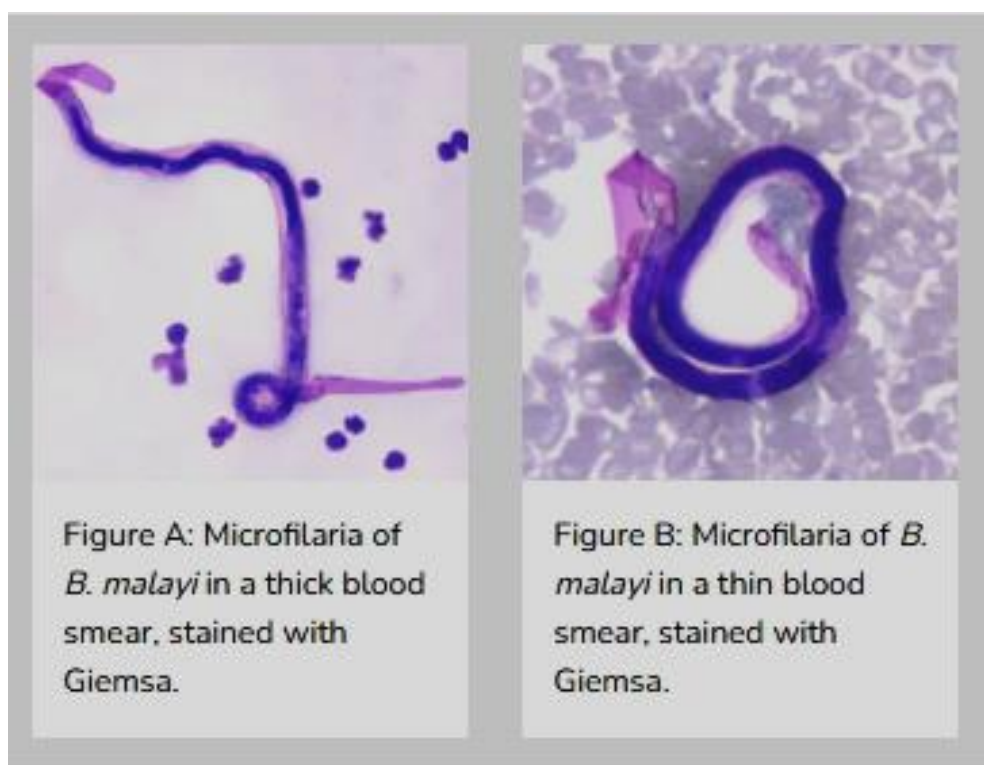 Figure A: Microfilaria of
B. malayi in a thick blood
smear, stained with
Giemsa.
Figure B: Microfilaria of B.
malayi in a thin blood
smear, stained with
Giemsa.